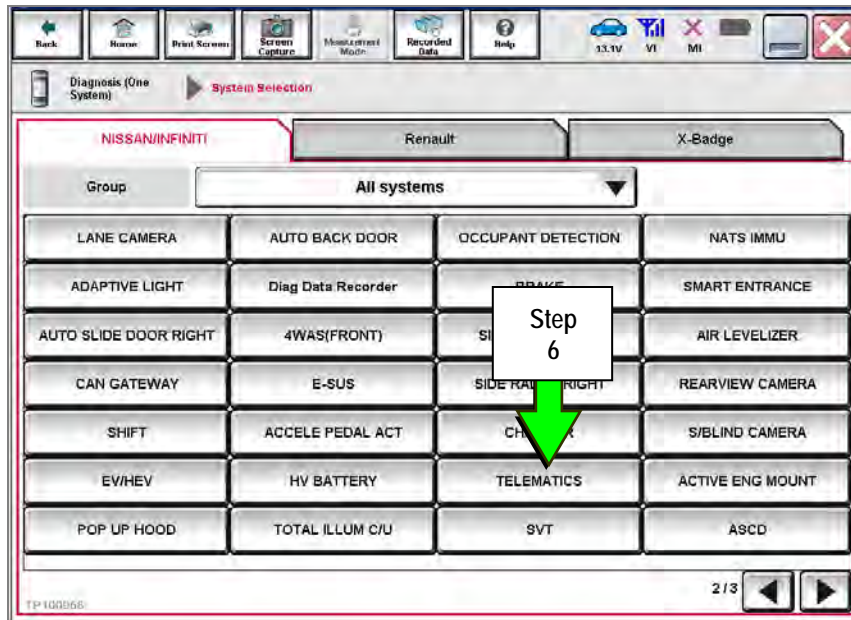 Back
Home
Print Screen
Screen Capture
Measurement Mode
Recorded Data
Help
13.1V
VI
MI
Diagnosis (One System)
System Selection
NISSAN/INFINITI
Renault
X-Badge
Group
All systems
LANE CAMERA
AUTO BACK DOOR
OCCUPANT DETECTION
NATS IMMU
ADAPTIVE LIGHT
Diag Data Recorder
SMART ENTRANCE
Step
6
AUTO SLIDE DOOR RIGHT
4WAS(FRONT)
AIR LEVELIZER
CAN GATEWAY
E-SUS
REARVIEW CAMERA
SHIFT
ACCELE PEDAL ACT
S/BLIND CAMERA
EV/HEV
HV BATTERY
TELEMATICS
ACTIVE ENG MOUNT
POP UP HOOD
TOTAL ILLUM C/U
SVT
ASCD
2/3